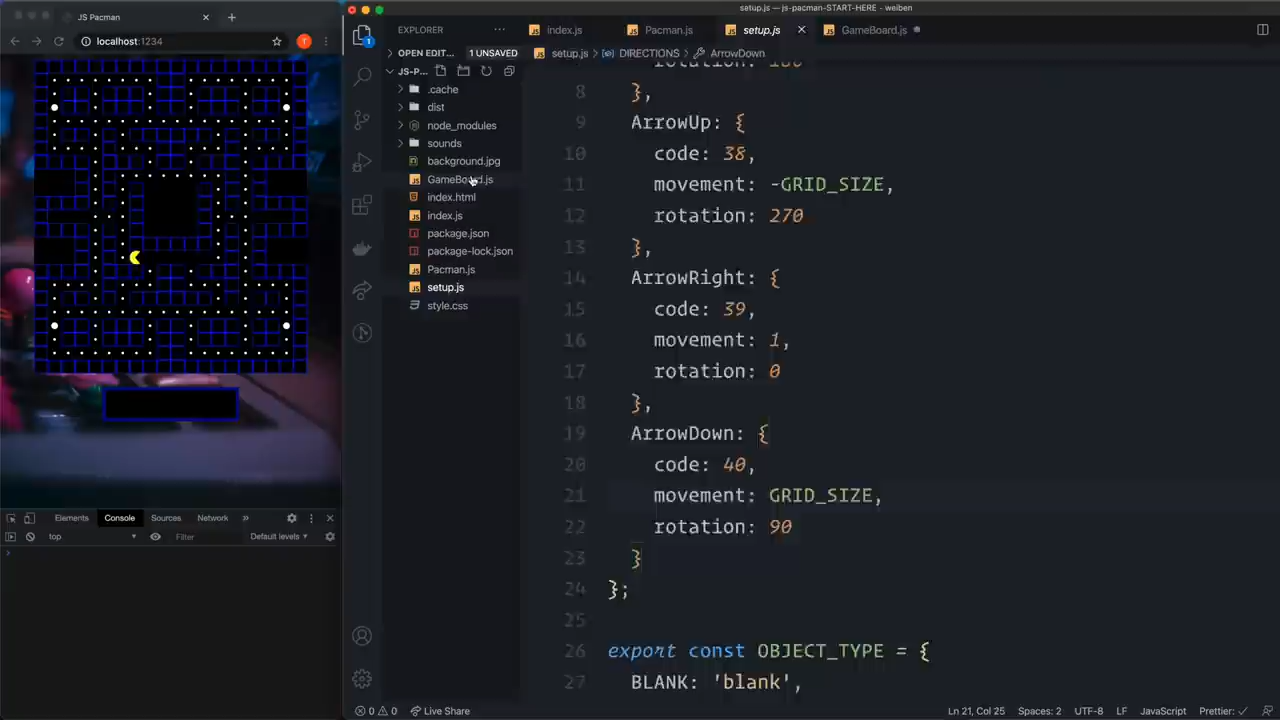 JS Pacman
localhost:1234
T
Elements
Console
Sources
Network
»
top
Filter
Default levels
setup.js — js-pacman-START-HERE — weiben
EXPLORER
index.js
Pacman.js
setup.js
GameBoard.js
OPEN EDIT...
1 UNSAVED
setup.js
DIRECTIONS
ArrowDown
1
JS-P...
.cache
dist
node_modules
sounds
background.jpg
GameBoard.js
index.html
index.js
package.json
package-lock.json
Pacman.js
setup.js
style.css
rotation: 180
8 },
9 ArrowUp: {
10 code: 38,
11 movement: -GRID_SIZE,
12 rotation: 270
13 },
14 ArrowRight: {
15 code: 39,
16 movement: 1,
17 rotation: 0
18 },
19 ArrowDown: {
20 code: 40,
21 movement: GRID_SIZE,
22 rotation: 90
23 }
24 };
25
26 export const OBJECT_TYPE = {
27 BLANK: 'blank',
0 0
Live Share
Ln 21, Col 25
Spaces: 2
UTF-8
LF
JavaScript
Prettier: ✓